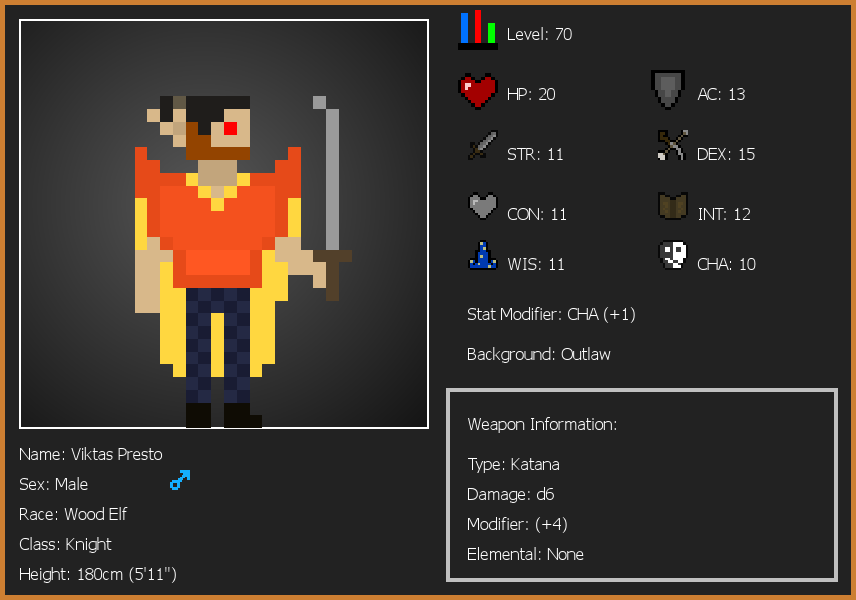 Level: 70
HP: 20
AC: 13
STR: 11
DEX: 15
CON: 11
INT: 12
WIS: 11
CHA: 10
Stat Modifier: CHA (+1)
Background: Outlaw
Weapon Information:
Type: Katana
Damage: d6
Modifier: (+4)
Elemental: None
Name: Viktas Presto
Sex: Male
Race: Wood Elf
Class: Knight
Height: 180cm (5'11")